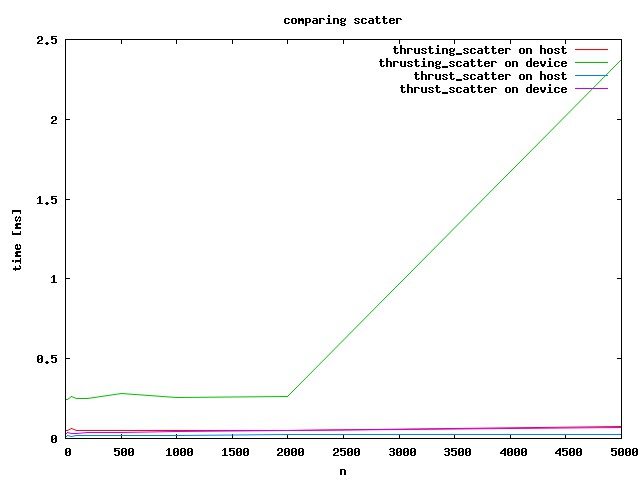 comparing scatter
2.5
2
1.5
1
0.5
0
time [ms]
thrusting_scatter on host
thrusting_scatter on device
thrust_scatter on host
thrust_scatter on device
0 500 1000 1500 2000 2500 3000 3500 4000 4500 5000
n